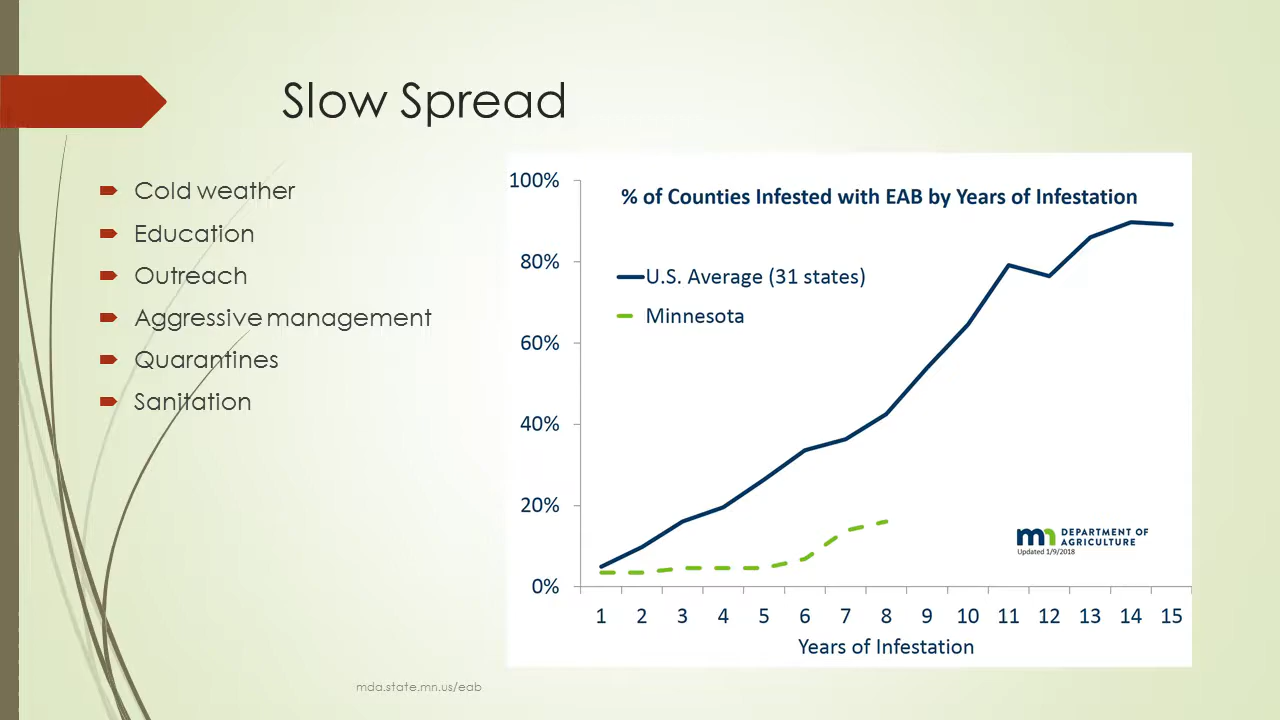 Slow Spread
Cold weather
Education
Outreach
Aggressive management
Quarantines
Sanitation
% of Counties Infested with EAB by Years of Infestation
U.S. Average (31 states)
Minnesota
100%
80%
60%
40%
20%
0%
1 2 3 4 5 6 7 8 9 10 11 12 13 14 15
Years of Infestation
mn DEPARTMENT OF
AGRICULTURE
Updated 1/9/2018
mda.state.mn.us/eab